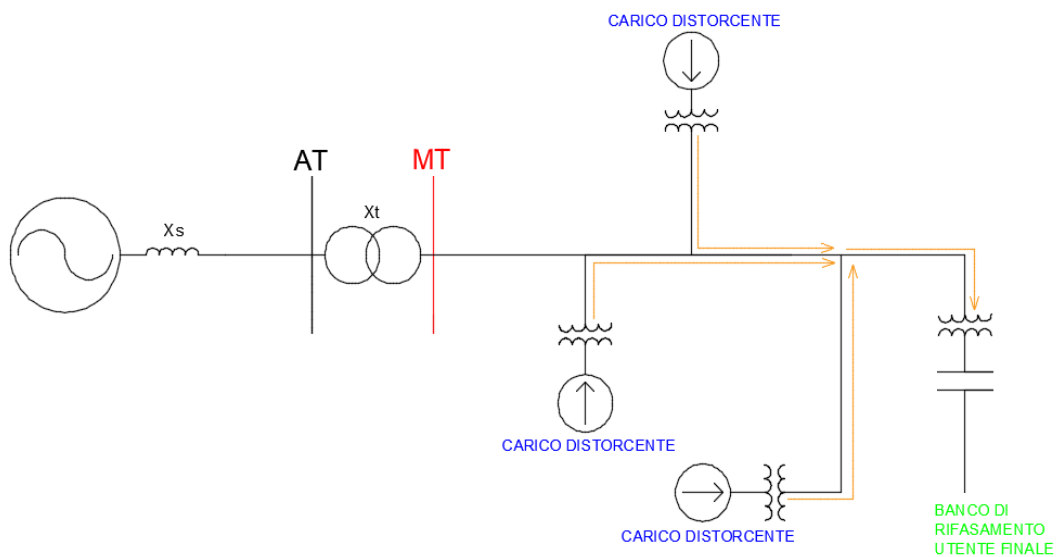 CARICO DISTORCENTE
AT
MT
Xs
Xt
CARICO DISTORCENTE
CARICO DISTORCENTE
BANCO DI
RIFASAMENTO
UTENTE FINALE